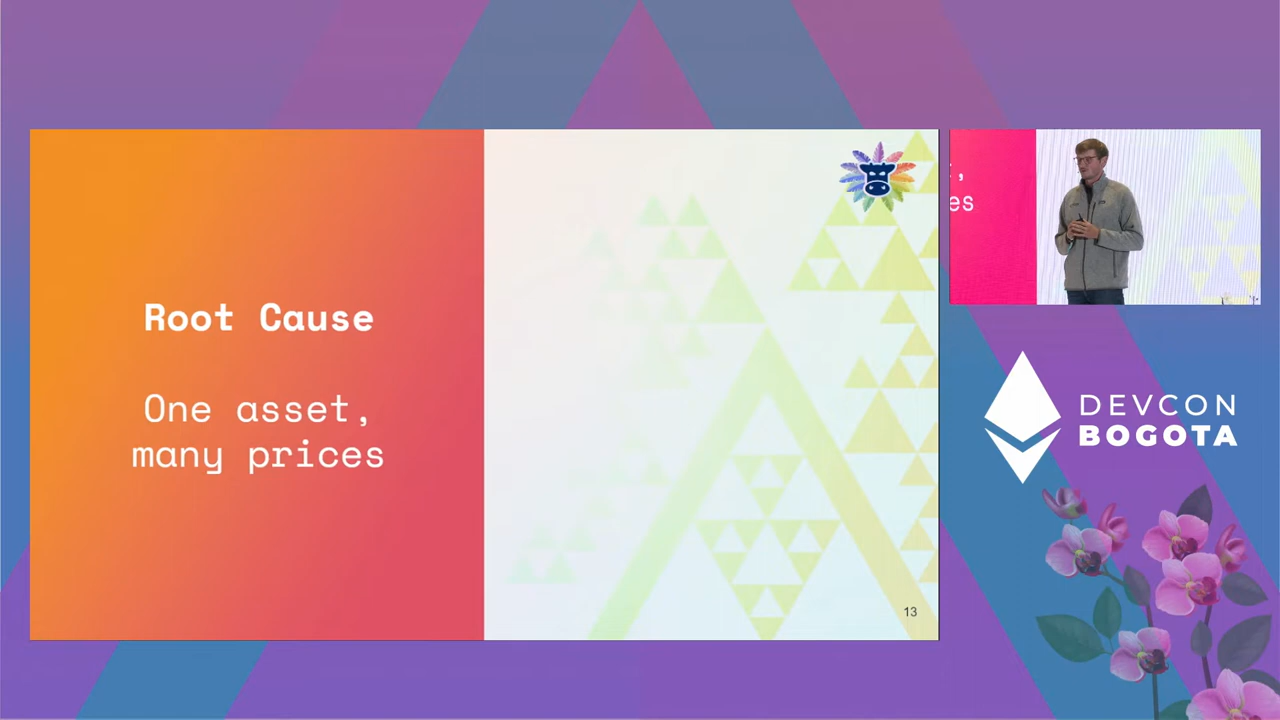 Root Cause
One asset,
many prices
13
,
es
DEVCON
BOGOTA